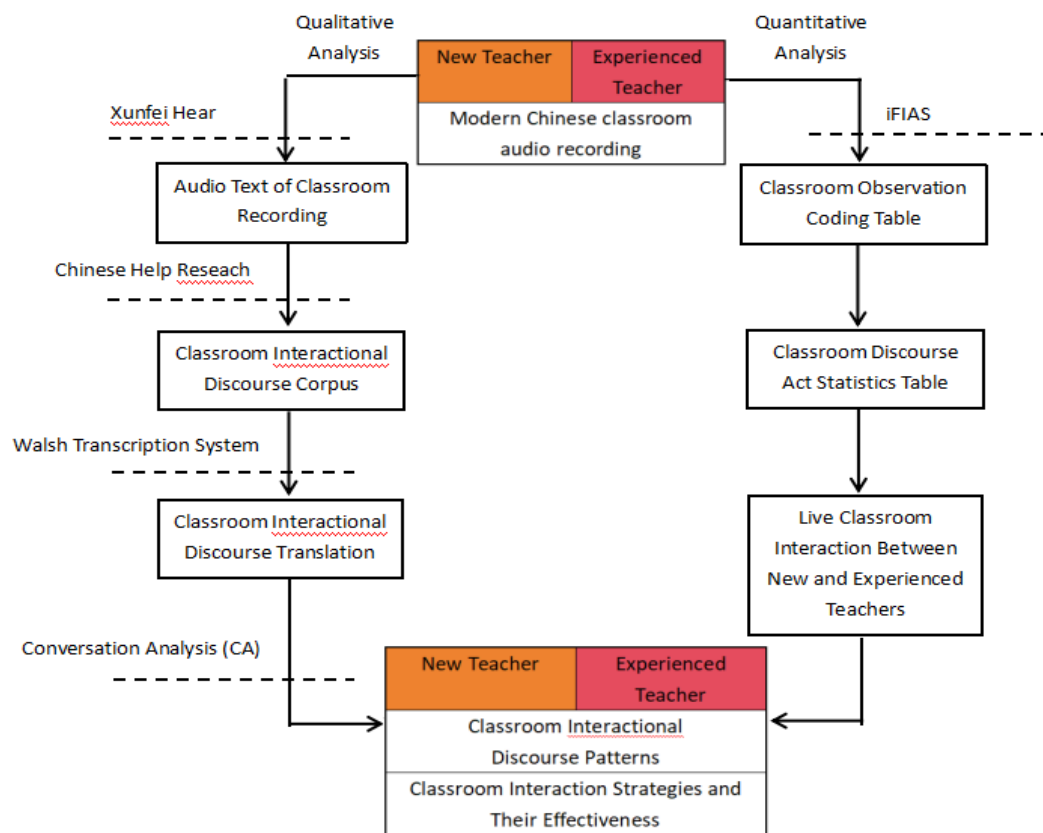 Qualitative
Analysis
Quantitative
Analysis
New Teacher
Experienced
Teacher
Modern Chinese classroom
audio recording
Xunfei Hear
iFIAS
Audio Text of Classroom
Recording
Classroom Observation
Coding Table
Chinese Help Reseach
Classroom Interactional
Discourse Corpus
Classroom Discourse
Act Statistics Table
Walsh Transcription System
Classroom Interactional
Discourse Translation
Live Classroom
Interaction Between
New and Experienced
Teachers
Conversation Analysis (CA)
New Teacher
Experienced
Teacher
Classroom Interactional
Discourse Patterns
Classroom Interaction Strategies and
Their Effectiveness